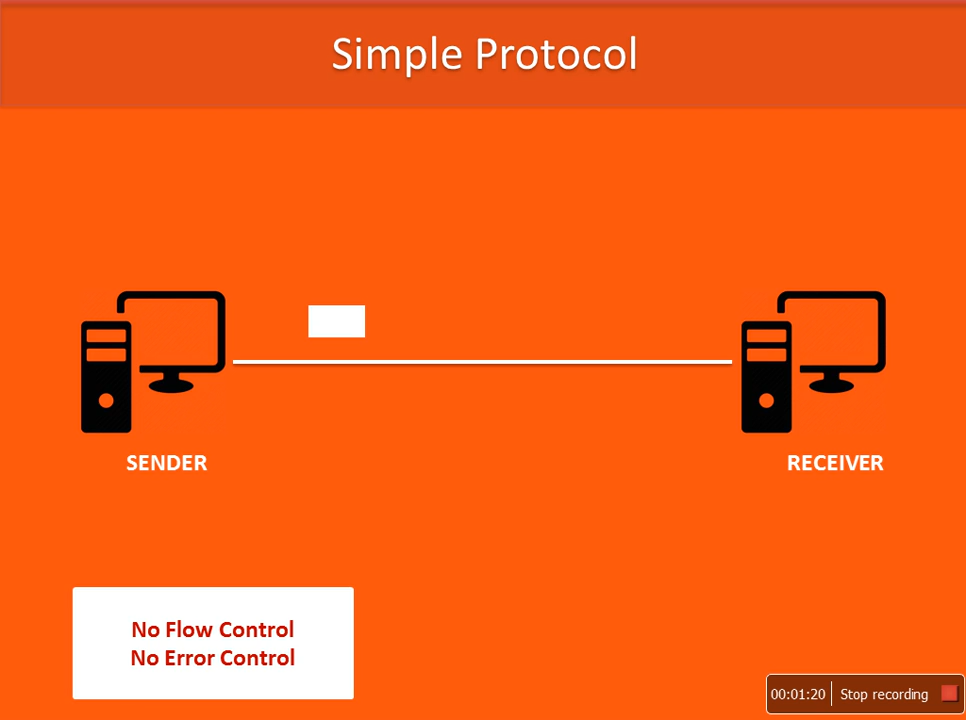 Simple Protocol
SENDER
RECEIVER
No Flow Control
No Error Control
00:01:20 Stop recording